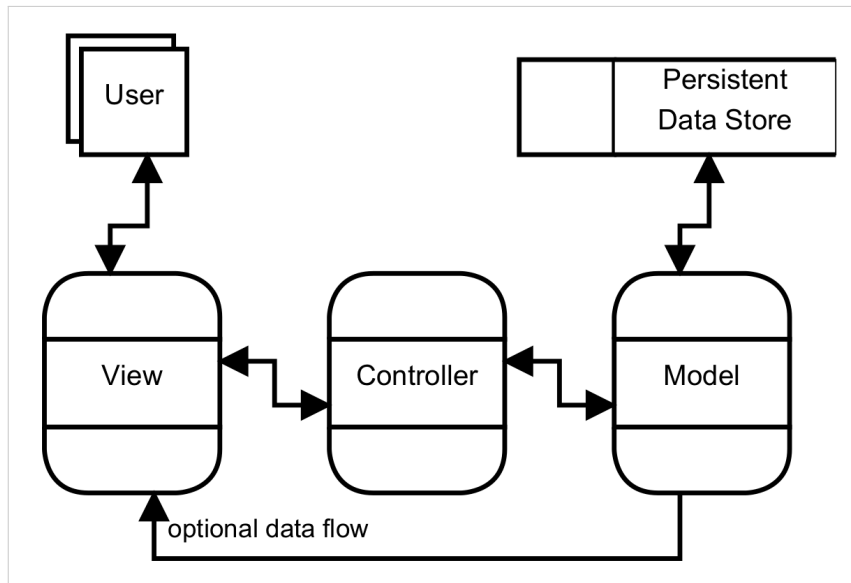 User
Persistent
Data Store
View
Controller
Model
optional data flow